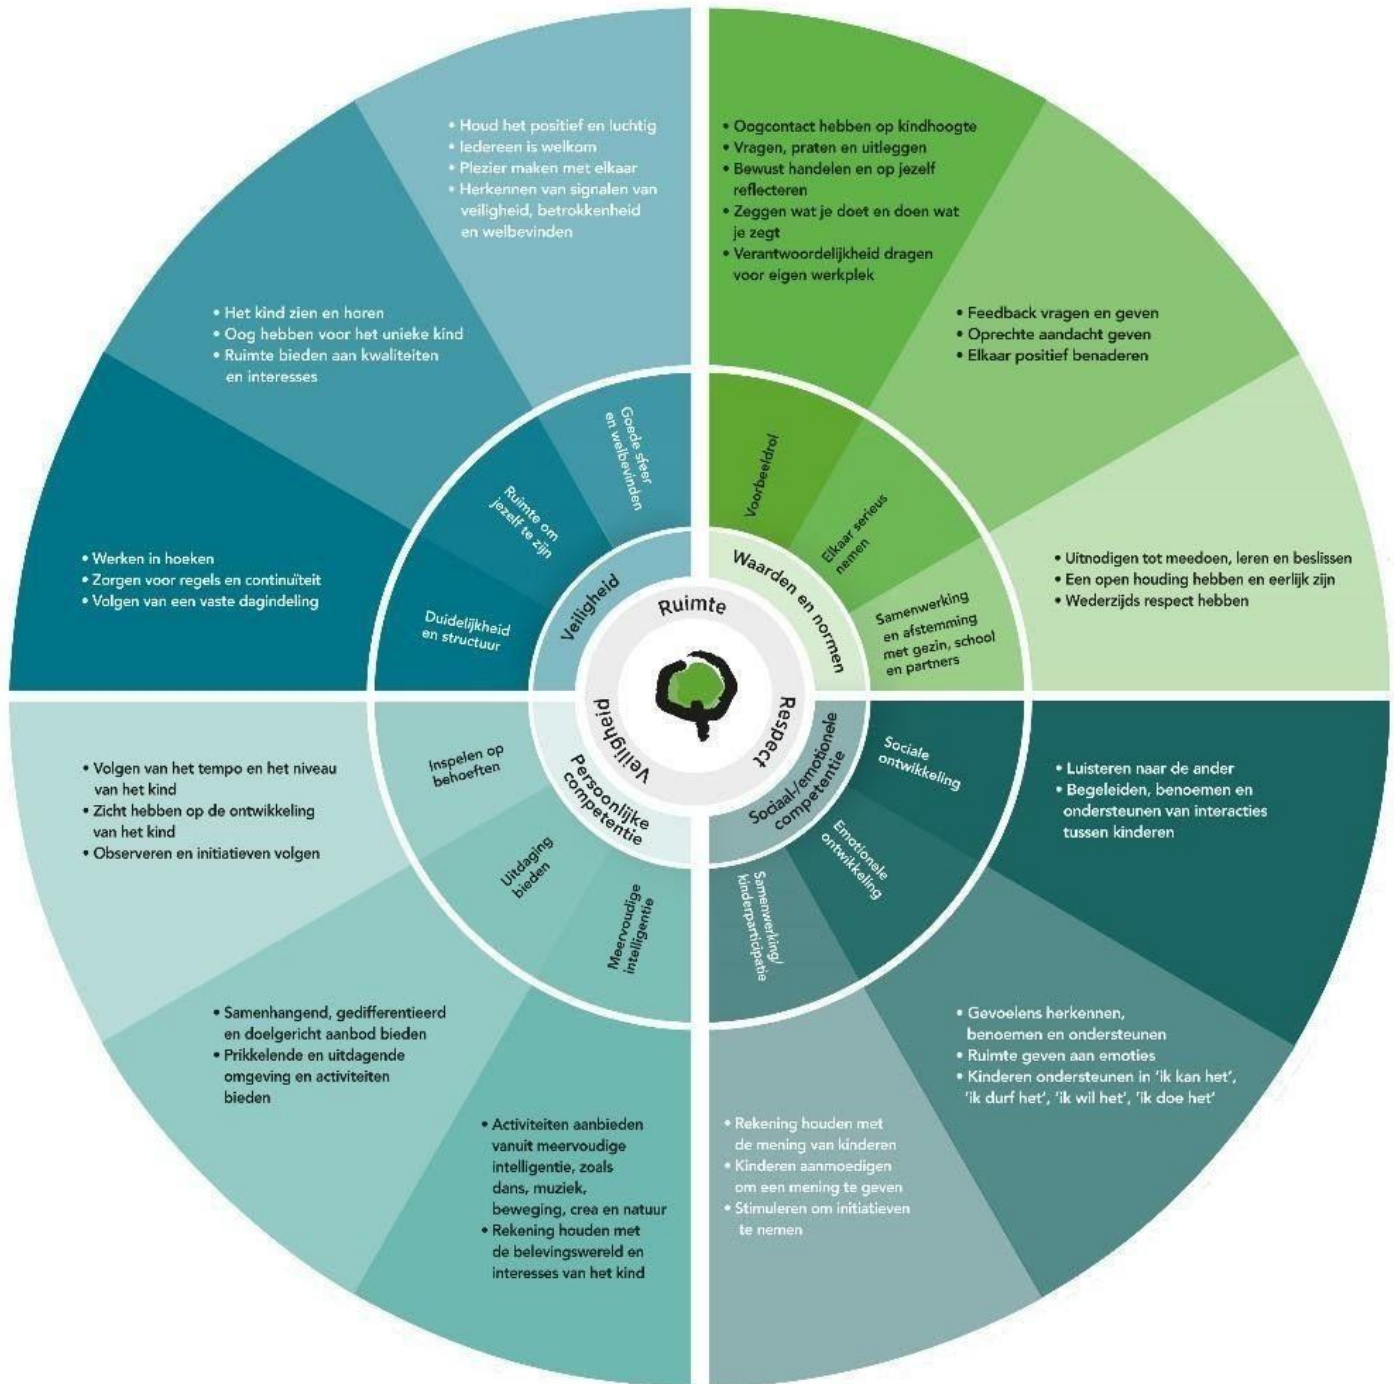 • Houd het positief en luchtig
• Iedereen is welkom
• Plezier maken met elkaar
• Herkennen van signalen van
veiligheid, betrokkenheid
en welbevinden
• Oogcontact hebben op kindhoogte
• Vragen, praten en uitleggen
• Bewust handelen en op jezelf
reflecteren
• Zeggen wat je doet en doen wat
je zegt
• Verantwoordelijkheid dragen
voor eigen werkplek
• Het kind zien en horen
• Oog hebben voor het unieke kind
• Ruimte bieden aan kwaliteiten
en interesses
• Feedback vragen en geven
• Oprechte aandacht geven
• Elkaar positief benaderen
• Werken in hoeken
• Zorgen voor regels en continuïteit
• Volgen van een vaste dagindeling
• Uitnodigen tot meedoen, leren en beslissen
• Een open houding hebben en eerlijk zijn
• Wederzijds respect hebben
Goede sfeer
en welbevinden
Ruimte om
jezelf te zijn
Duidelijkheid
en structuur
Voorbeeldrol
Elkaar serieus
nemen
Samenwerking
en afstemming
met gezin, school
en partners
Veiligheid
Waarden en normen
Ruimte
Respect
Veiligheid
Persoonlijke
competentie
Sociaal-/emotionele
competentie
Inspelen op
behoeften
Uitdaging
bieden
Meervoudige
intelligentie
Sociale
ontwikkeling
Emotionele
ontwikkeling
Samenwerking/
kinderparticipatie
• Volgen van het tempo en het niveau
van het kind
• Zicht hebben op de ontwikkeling
van het kind
• Observeren en initiatieven volgen
• Luisteren naar de ander
• Begeleiden, benoemen en
ondersteunen van interacties
tussen kinderen
• Samenhangend, gedifferentieerd
en doelgericht aanbod bieden
• Prikkelende en uitdagende
omgeving en activiteiten
bieden
• Gevoelens herkennen,
benoemen en ondersteunen
• Ruimte geven aan emoties
• Kinderen ondersteunen in 'ik kan het',
'ik durf het', 'ik wil het', 'ik doe het'
• Activiteiten aanbieden
vanuit meervoudige
intelligentie, zoals
dans, muziek,
beweging, crea en natuur
• Rekening houden met
de belevingswereld en
interesses van het kind
• Rekening houden met
de mening van kinderen
• Kinderen aanmoedigen
om een mening te geven
• Stimuleren om initiatieven
te nemen